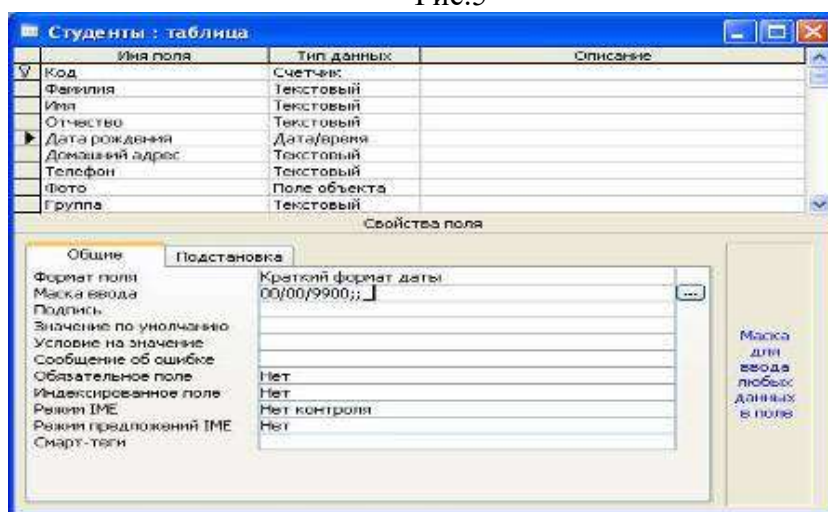 Рис.5
Студенты : таблица
Имя поля Тип данных Описание
Код Счетчик
Фамилия Текстовый
Имя Текстовый
Отчество Текстовый
Дата рождения Дата/время
Домашний адрес Текстовый
Телефон Текстовый
Фото Поле объекта
Группа Текстовый
Свойства поля
Общие Подстановка
Формат поля Краткий формат даты
Маска ввода 00/00/9900;;_
Подпись
Значение по умолчанию
Условие на значение
Сообщение об ошибке
Обязательное поле Нет
Индексированное поле Нет
Режим IME Нет контроля
Режим предложений IME Нет
Смарт-теги
Маска
для
ввода
любых
данных
в поле